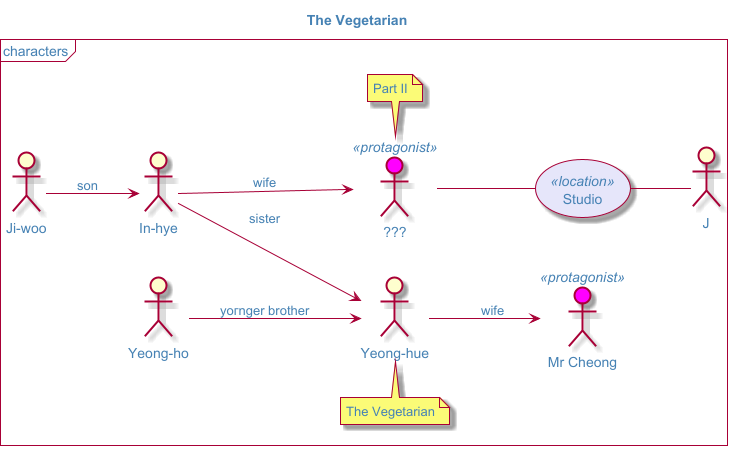 The Vegetarian
characters
Part II
«protagonist»
son
wife
«location»
Studio
Ji-woo
In-hye
???
J
sister
«protagonist»
yornger brother
wife
Yeong-ho
Yeong-hue
Mr Cheong
The Vegetarian